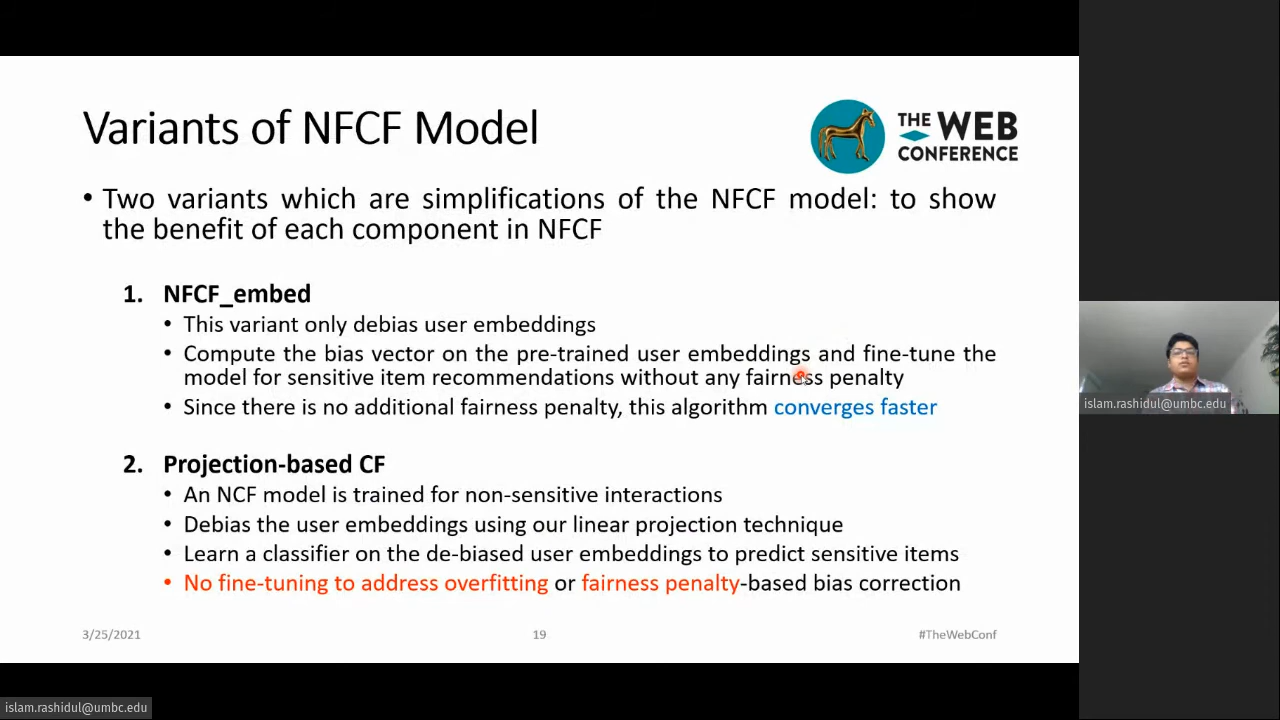 Variants of NFCF Model
THE WEB
CONFERENCE
• Two variants which are simplifications of the NFCF model: to show
the benefit of each component in NFCF
1. NFCF_embed
• This variant only debias user embeddings
• Compute the bias vector on the pre-trained user embeddings and fine-tune the
model for sensitive item recommendations without any fairness penalty
• Since there is no additional fairness penalty, this algorithm converges faster
2. Projection-based CF
• An NCF model is trained for non-sensitive interactions
• Debias the user embeddings using our linear projection technique
• Learn a classifier on the de-biased user embeddings to predict sensitive items
• No fine-tuning to address overfitting or fairness penalty-based bias correction
3/25/2021
19
#TheWebConf
islam.rashidul@umbc.edu
islam.rashidul@umbc.edu